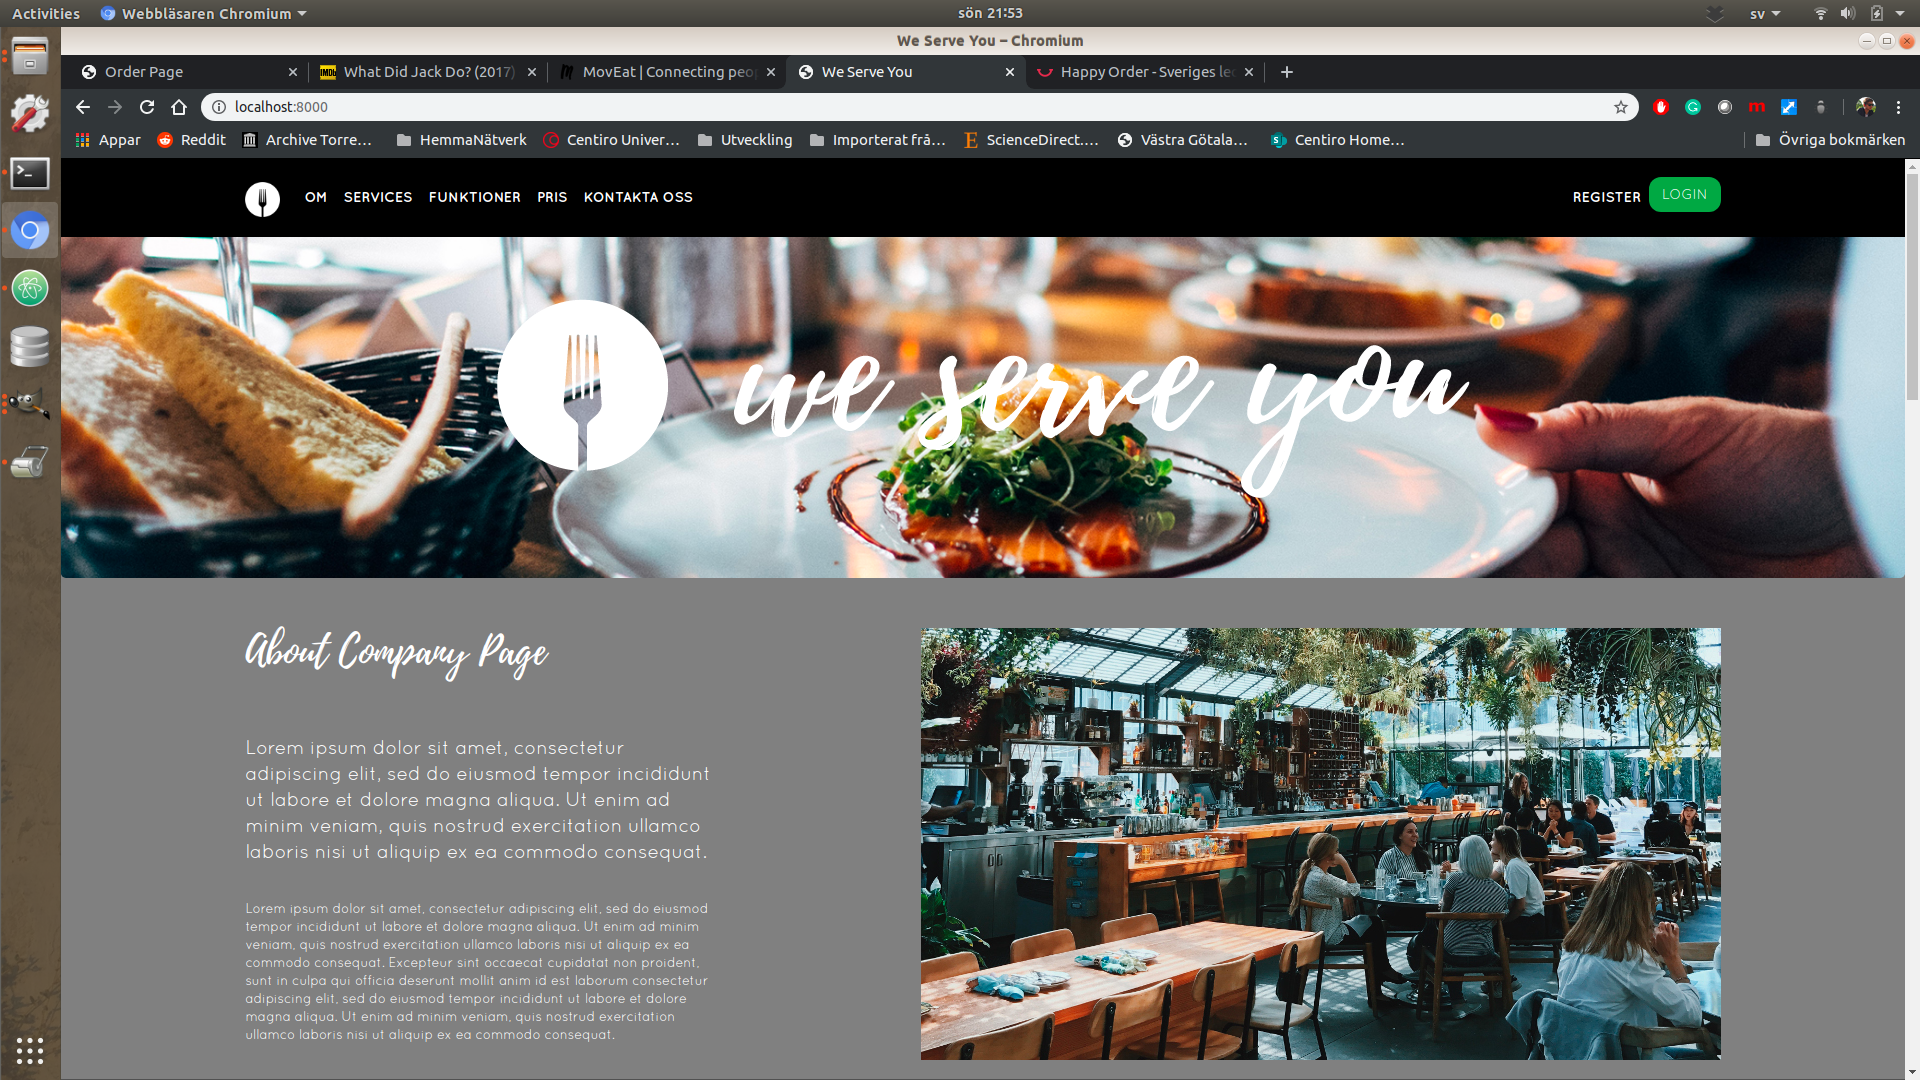 Activities
Webbläsaren Chromium
sön 21:53
sv
We Serve You – Chromium
Order Page
IMDb What Did Jack Do? (2017)
MovEat | Connecting peo
We Serve You
Happy Order - Sveriges le
localhost:8000
Appar
Reddit
Archive Torre…
HemmaNätverk
Centiro Univer…
Utveckling
Importerat frå…
ScienceDirect.…
Västra Götala…
Centiro Home…
Övriga bokmärken
OM SERVICES FUNKTIONER PRIS KONTAKTA OSS
REGISTER LOGIN
we serve you
About Company Page
Lorem ipsum dolor sit amet, consectetur
adipiscing elit, sed do eiusmod tempor incididunt
ut labore et dolore magna aliqua. Ut enim ad
minim veniam, quis nostrud exercitation ullamco
laboris nisi ut aliquip ex ea commodo consequat.
Lorem ipsum dolor sit amet, consectetur adipiscing elit, sed do eiusmod
tempor incididunt ut labore et dolore magna aliqua. Ut enim ad minim
veniam, quis nostrud exercitation ullamco laboris nisi ut aliquip ex ea
commodo consequat. Excepteur sint occaecat cupidatat non proident,
sunt in culpa qui officia deserunt mollit anim id est laborum consectetur
adipiscing elit, sed do eiusmod tempor incididunt ut labore et dolore
magna aliqua. Ut enim ad minim veniam, quis nostrud exercitation
ullamco laboris nisi ut aliquip ex ea commodo consequat.